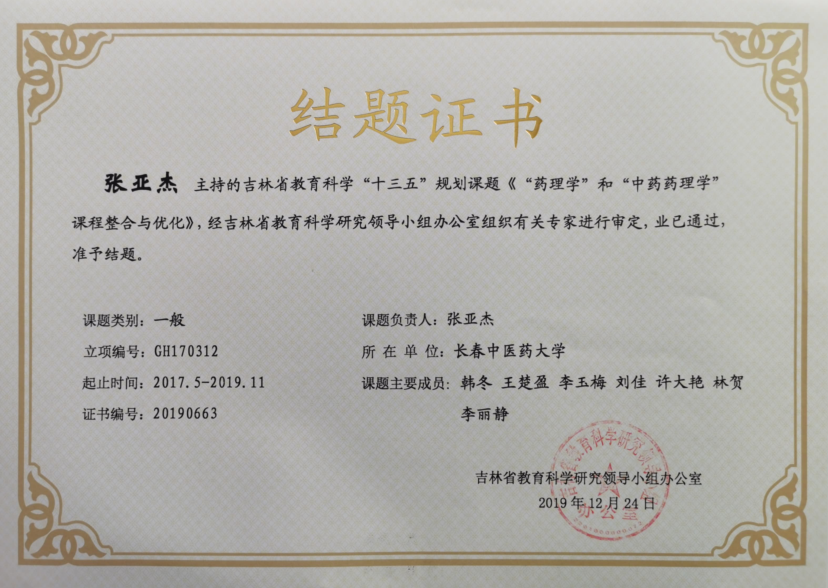 结题证书
张亚杰 主持的吉林省教育科学“十三五”规划课题《“药理学”和“中药药理学”
课程整合与优化》，经吉林省教育科学研究领导小组办公室组织有关专家进行审定，业已通过，
准予结题。
课题类别：一般
课题负责人：张亚杰
立项编号：GH170312
所在单位：长春中医药大学
起止时间：2017.5-2019.11
课题主要成员：韩冬 王楚盈 李玉梅 刘佳 许大艳 林贺
证书编号：20190663
李丽静
吉林省教育科学研究领导小组办公室
2019年12月24日
办公室